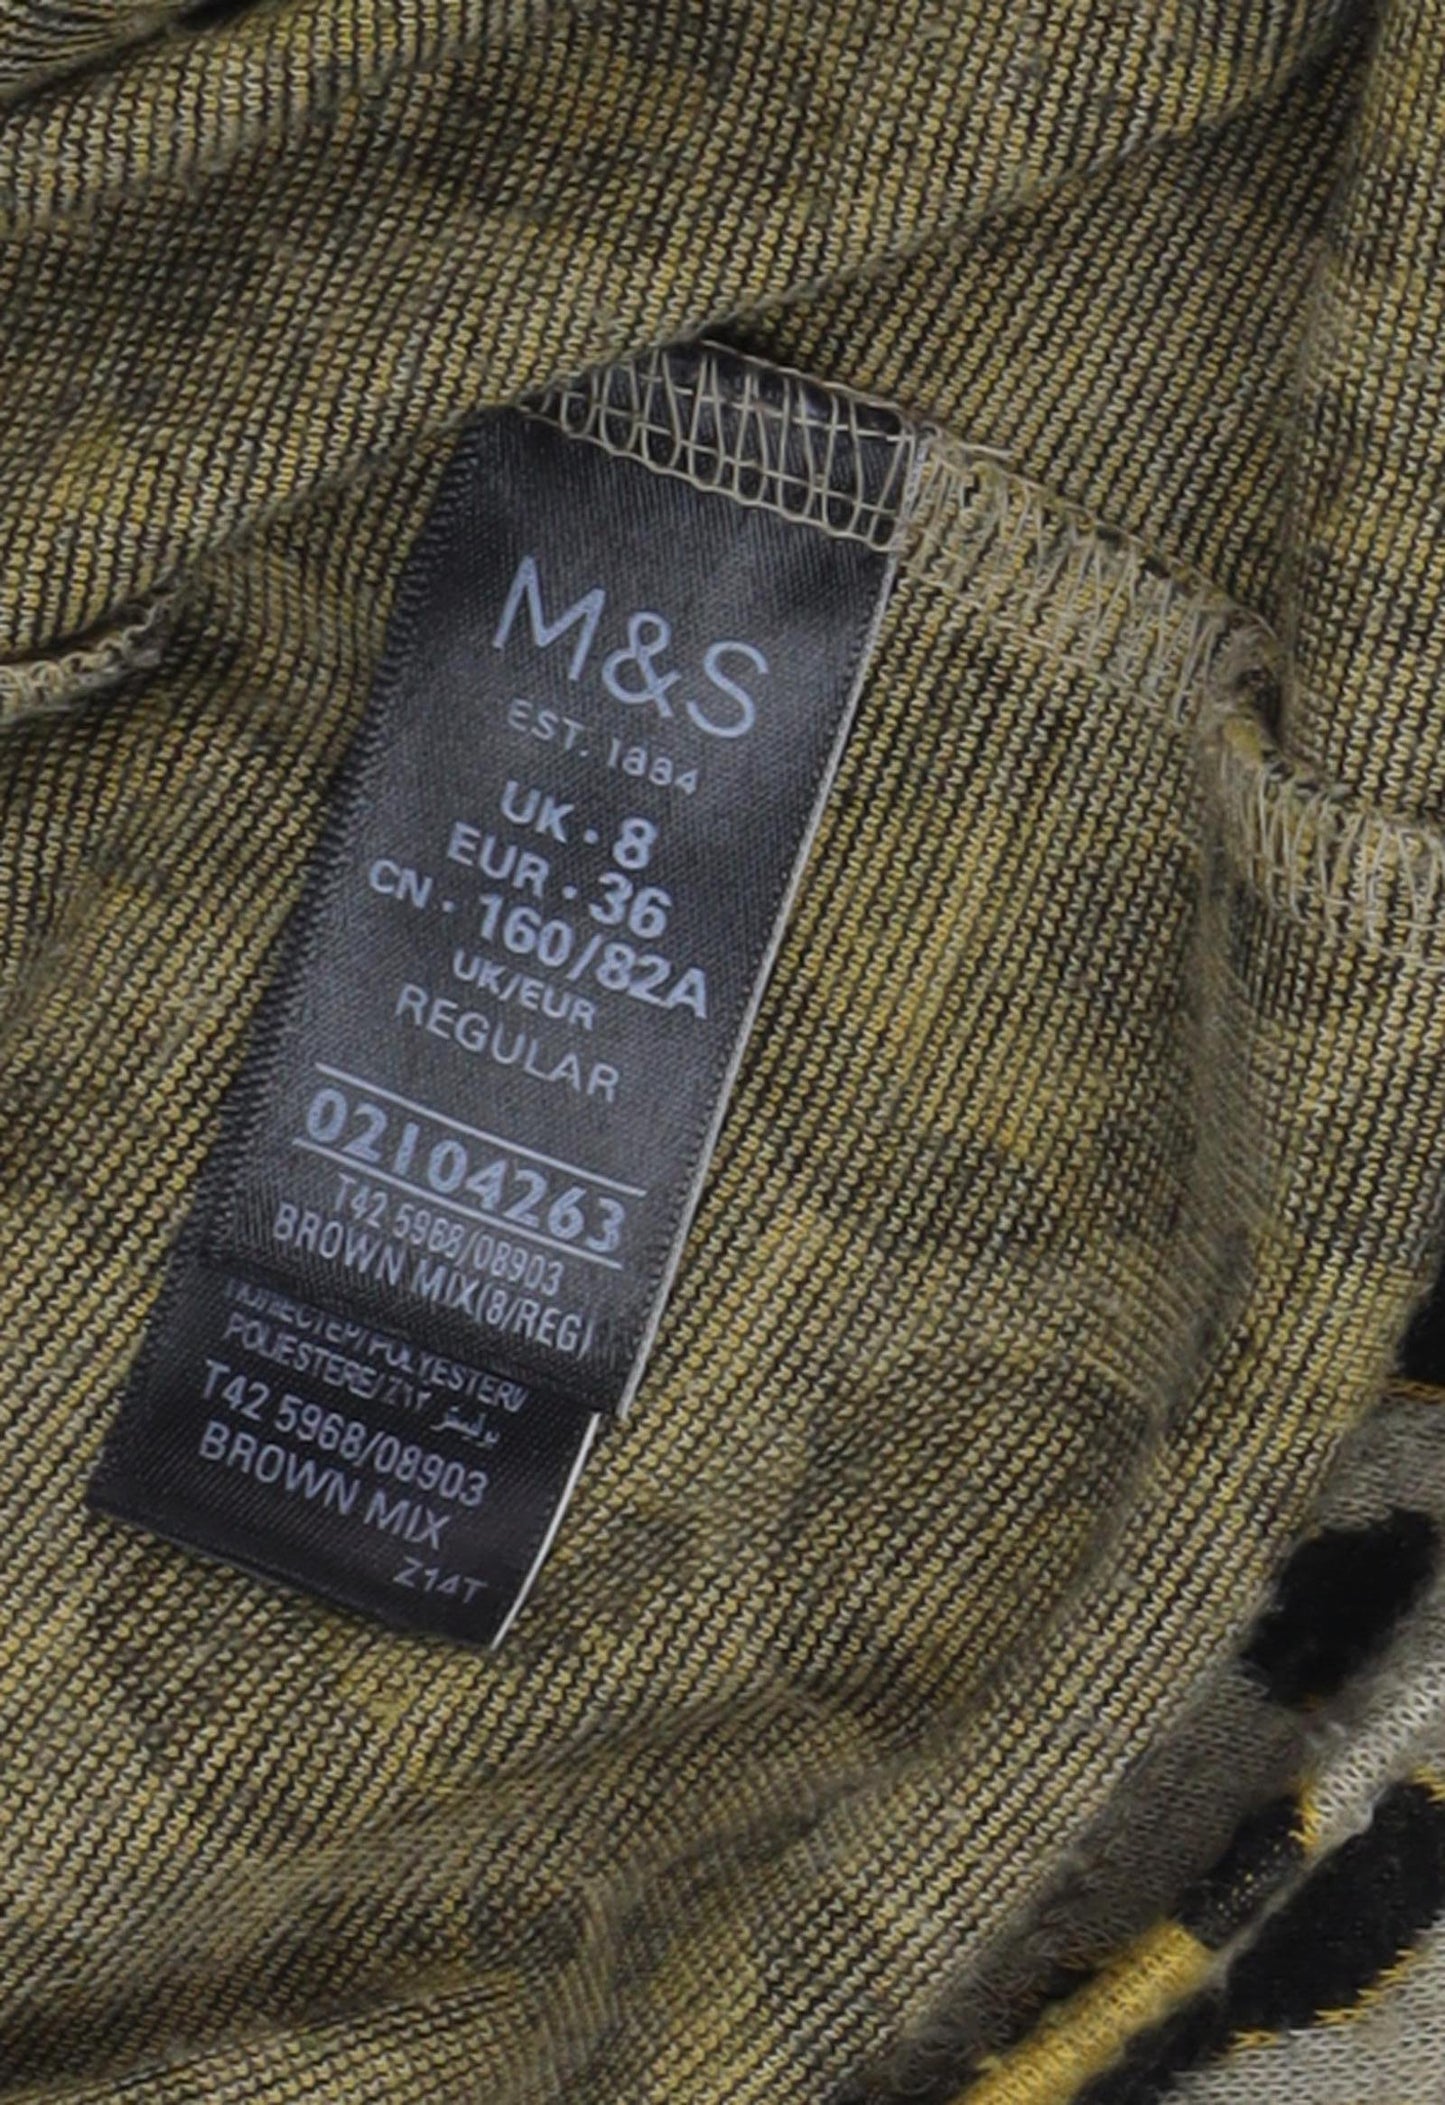 M&S
EST. 1884
UK · 8
EUR · 36
CN · 160/82A
UK/EUR
REGULAR
02104263
T42 5968/08903
BROWN MIX(8/REG)
T42 5968/08903
BROWN MIX
Z14T